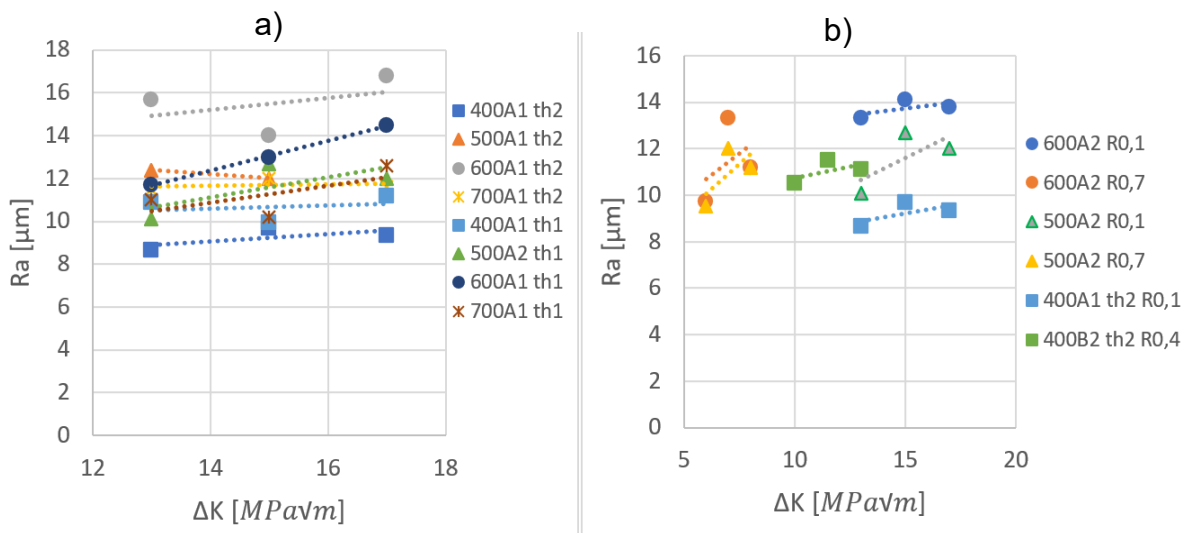 a)
18
16
14
12
10
8
6
4
2
0
Ra [µm]
12 14 16 18
ΔK [MPa√m]
400A1 th2
500A1 th2
600A1 th2
700A1 th2
400A1 th1
500A2 th1
600A1 th1
700A1 th1
b)
16
14
12
10
8
6
4
2
0
Ra [µm]
5 10 15 20
ΔK [MPa√m]
600A2 R0,1
600A2 R0,7
500A2 R0,1
500A2 R0,7
400A1 th2 R0,1
400B2 th2 R0,4